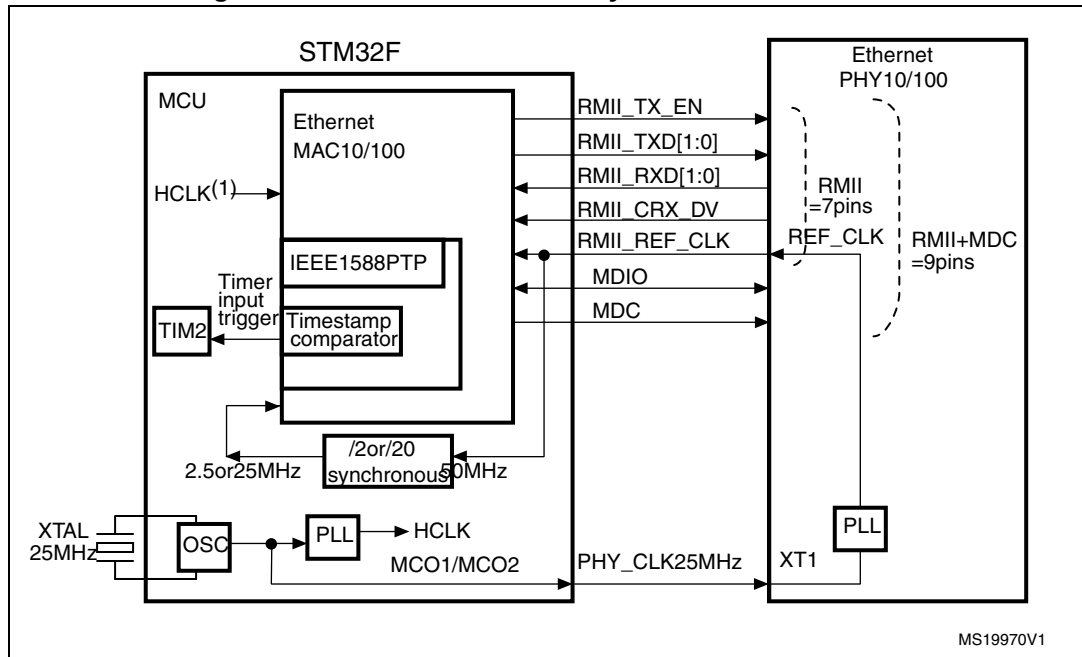 STM32F
MCU
Ethernet
MAC10/100
HCLK(1)
IEEE1588PTP
Timer
input
trigger
TIM2
Timestamp
comparator
/2or/20
synchronous
50MHz
2.5or25MHz
XTAL
25MHz
OSC
PLL
HCLK
MCO1/MCO2
RMII_TX_EN
RMII_TXD[1:0]
RMII_RXD[1:0]
RMII_CRX_DV
RMII_REF_CLK
MDIO
MDC
PHY_CLK25MHz
Ethernet
PHY10/100
RMII
=7pins
REF_CLK
RMII+MDC
=9pins
PLL
XT1
MS19970V1